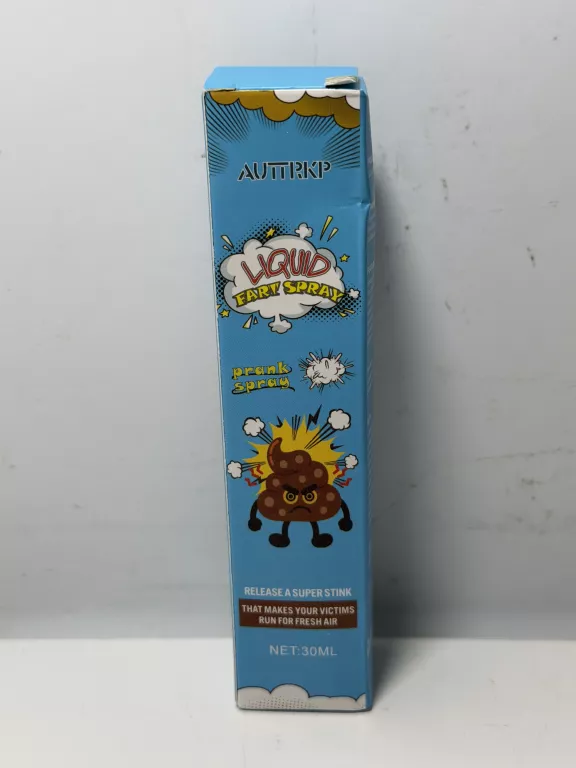 AUTTRKP
LIQUID
FART SPRAY
prank
spray
RELEASE A SUPER STINK
THAT MAKES YOUR VICTIMS
RUN FOR FRESH AIR
NET:30ML